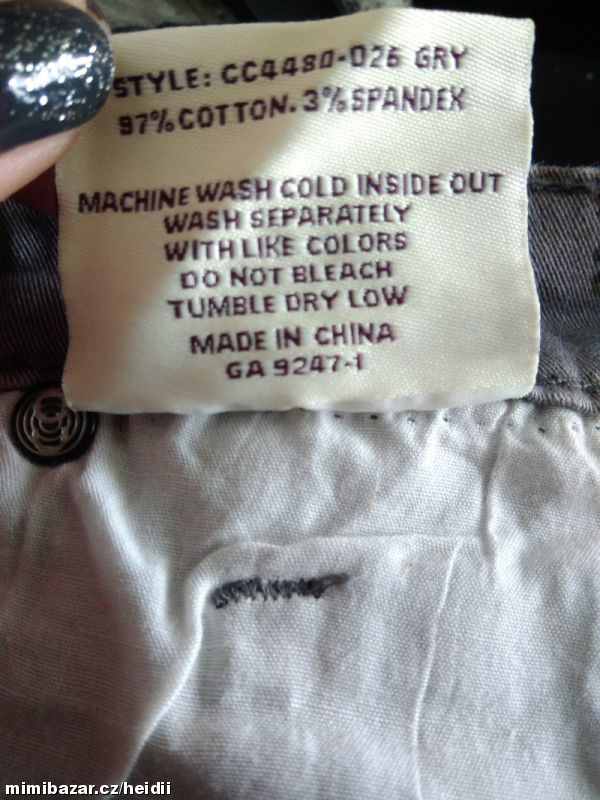 STYLE: CC4480-026 GRY
97% COTTON. 3% SPANDEX
MACHINE WASH COLD INSIDE OUT
WASH SEPARATELY
WITH LIKE COLORS
DO NOT BLEACH
TUMBLE DRY LOW
MADE IN CHINA
GA 9247-1
mimibazar.cz/heidii